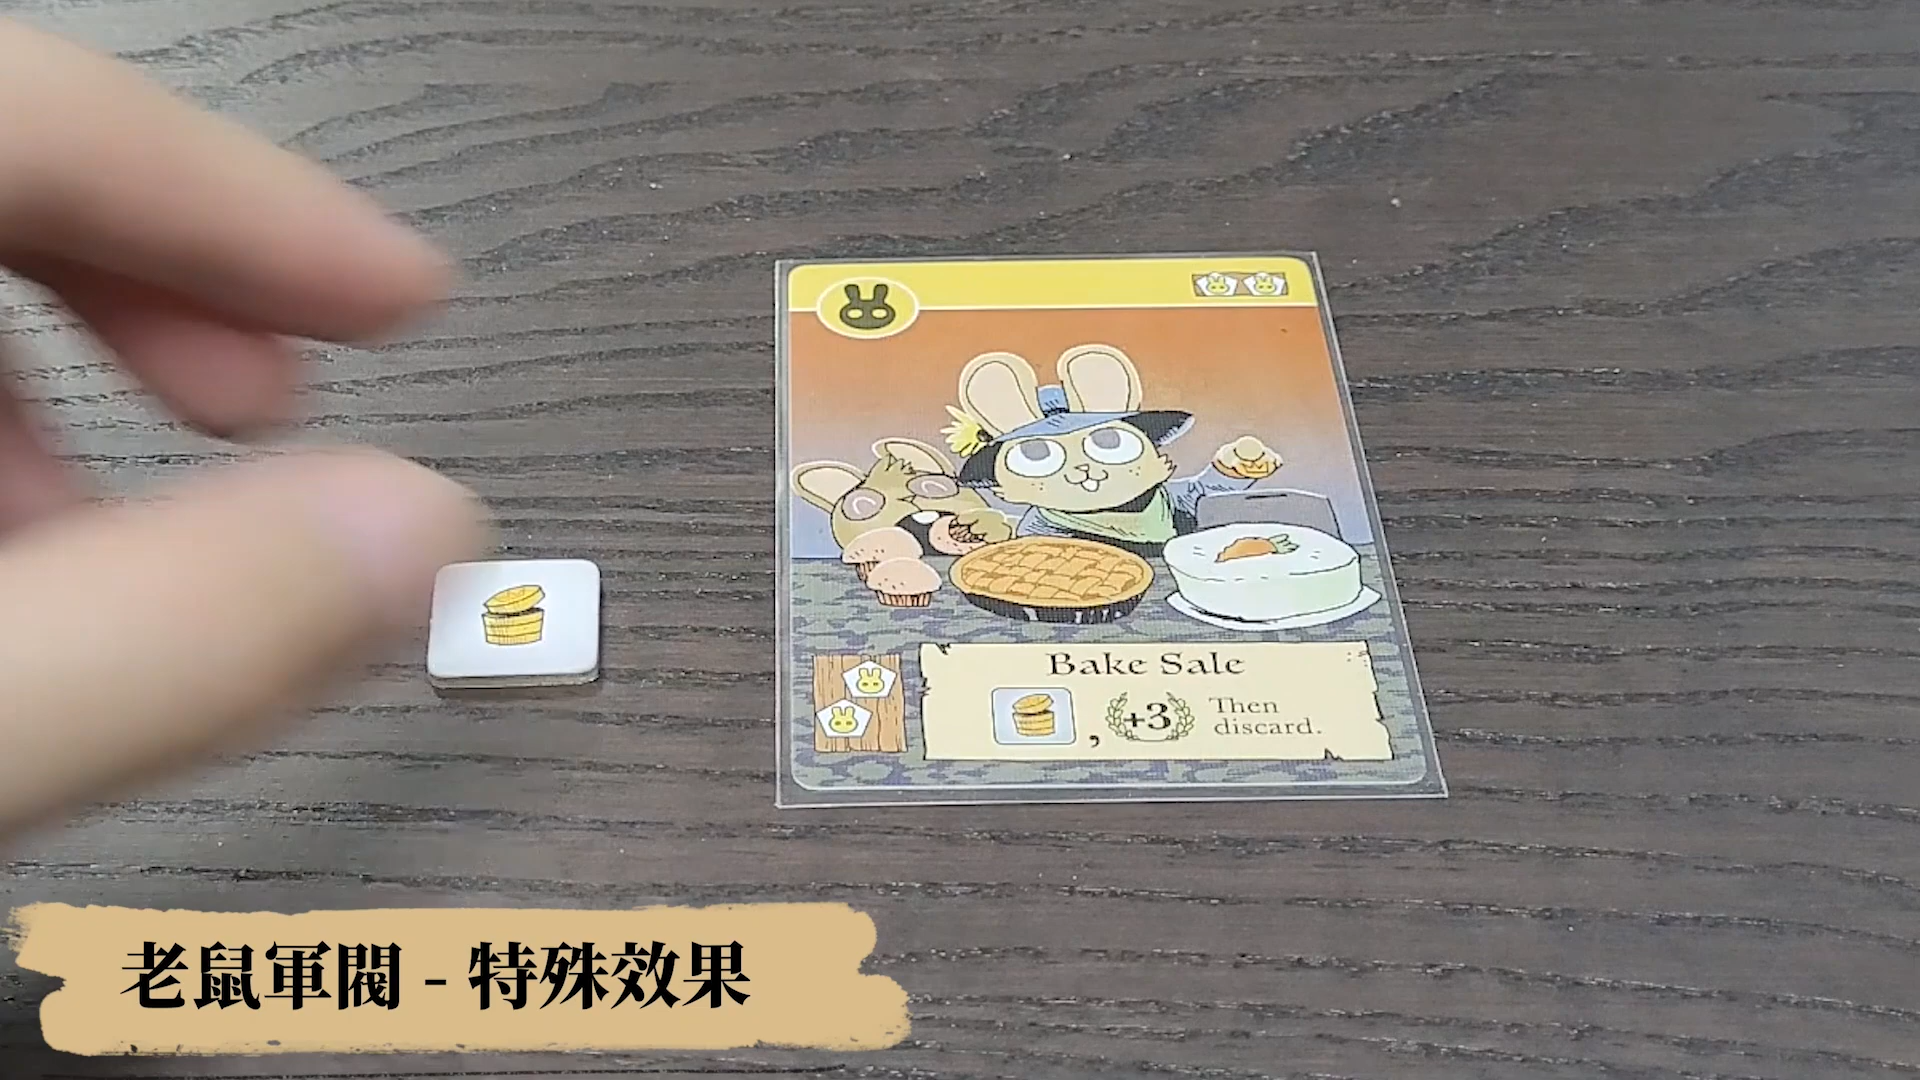 Bake Sale
, +3 Then
discard.
老鼠軍閥 - 特殊效果